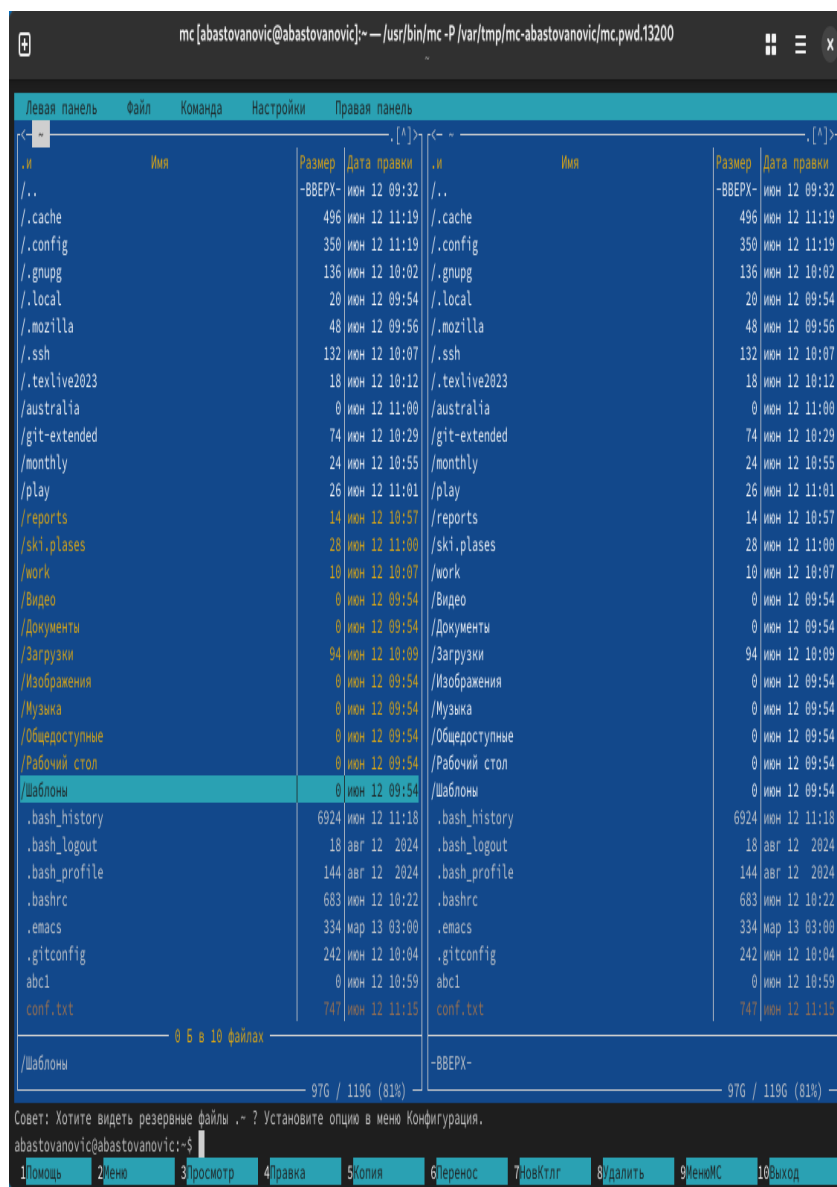 mc [abastovanovic@abastovanovic]:~ — /usr/bin/mc -P /var/tmp/mc-abastovanovic/mc.pwd.13200
~
Левая панель Файл Команда Настройки Правая панель
<- ~ .[^]> <- ~ .[^]>
.и Имя Размер Дата правки .и Имя Размер Дата правки
/.. -ВВЕРХ- июн 12 09:32 /.. -ВВЕРХ- июн 12 09:32
/.cache 496 июн 12 11:19 /.cache 496 июн 12 11:19
/.config 350 июн 12 11:19 /.config 350 июн 12 11:19
/.gnupg 136 июн 12 10:02 /.gnupg 136 июн 12 10:02
/.local 20 июн 12 09:54 /.local 20 июн 12 09:54
/.mozilla 48 июн 12 09:56 /.mozilla 48 июн 12 09:56
/.ssh 132 июн 12 10:07 /.ssh 132 июн 12 10:07
/.texlive2023 18 июн 12 10:12 /.texlive2023 18 июн 12 10:12
/australia 0 июн 12 11:00 /australia 0 июн 12 11:00
/git-extended 74 июн 12 10:29 /git-extended 74 июн 12 10:29
/monthly 24 июн 12 10:55 /monthly 24 июн 12 10:55
/play 26 июн 12 11:01 /play 26 июн 12 11:01
/reports 14 июн 12 10:57 /reports 14 июн 12 10:57
/ski.plases 28 июн 12 11:00 /ski.plases 28 июн 12 11:00
/work 10 июн 12 10:07 /work 10 июн 12 10:07
/Видео 0 июн 12 09:54 /Видео 0 июн 12 09:54
/Документы 0 июн 12 09:54 /Документы 0 июн 12 09:54
/Загрузки 94 июн 12 10:09 /Загрузки 94 июн 12 10:09
/Изображения 0 июн 12 09:54 /Изображения 0 июн 12 09:54
/Музыка 0 июн 12 09:54 /Музыка 0 июн 12 09:54
/Общедоступные 0 июн 12 09:54 /Общедоступные 0 июн 12 09:54
/Рабочий стол 0 июн 12 09:54 /Рабочий стол 0 июн 12 09:54
/Шаблоны 0 июн 12 09:54 /Шаблоны 0 июн 12 09:54
.bash_history 6924 июн 12 11:18 .bash_history 6924 июн 12 11:18
.bash_logout 18 авг 12 2024 .bash_logout 18 авг 12 2024
.bash_profile 144 авг 12 2024 .bash_profile 144 авг 12 2024
.bashrc 683 июн 12 10:22 .bashrc 683 июн 12 10:22
.emacs 334 мар 13 03:00 .emacs 334 мар 13 03:00
.gitconfig 242 июн 12 10:04 .gitconfig 242 июн 12 10:04
abc1 0 июн 12 10:59 abc1 0 июн 12 10:59
conf.txt 747 июн 12 11:15 conf.txt 747 июн 12 11:15
0 Б в 10 файлах
/Шаблоны -ВВЕРХ-
97G / 119G (81%) 97G / 119G (81%)
Совет: Хотите видеть резервные файлы .~ ? Установите опцию в меню Конфигурация.
abastovanovic@abastovanovic:~$
1Помощь 2Меню 3Просмотр 4Правка 5Копия 6Перенос 7НовКтлг 8Удалить 9МенюMC 10Выход